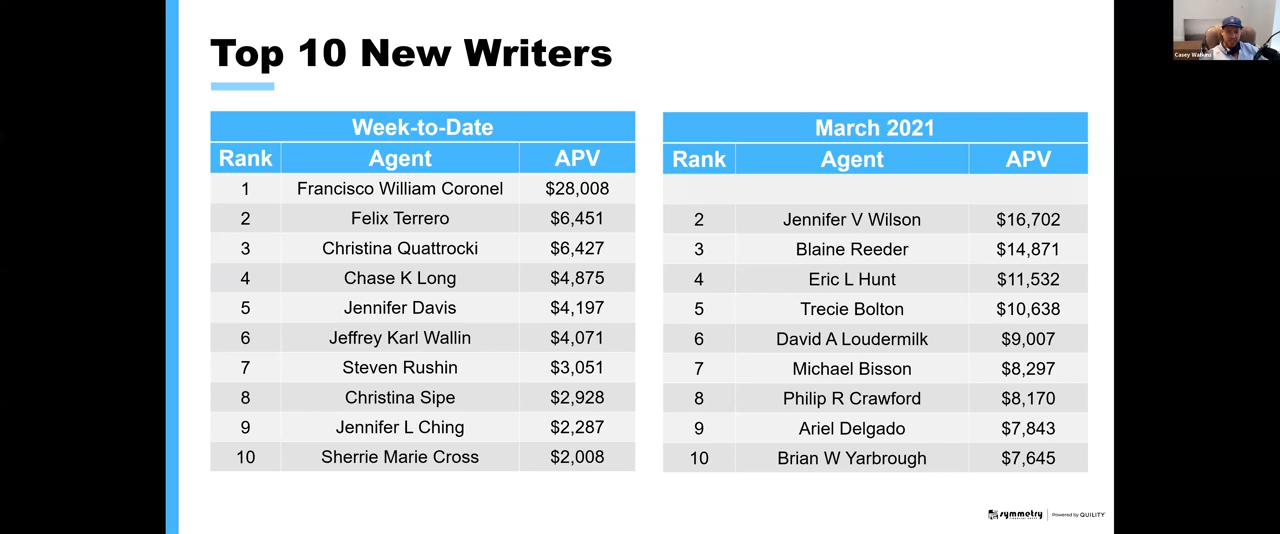 Top 10 New Writers
Casey Watkins
Week-to-Date
Rank Agent APV
1 Francisco William Coronel $28,008
2 Felix Terrero $6,451
3 Christina Quattrocki $6,427
4 Chase K Long $4,875
5 Jennifer Davis $4,197
6 Jeffrey Karl Wallin $4,071
7 Steven Rushin $3,051
8 Christina Sipe $2,928
9 Jennifer L Ching $2,287
10 Sherrie Marie Cross $2,008
March 2021
Rank Agent APV
2 Jennifer V Wilson $16,702
3 Blaine Reeder $14,871
4 Eric L Hunt $11,532
5 Trecie Bolton $10,638
6 David A Loudermilk $9,007
7 Michael Bisson $8,297
8 Philip R Crawford $8,170
9 Ariel Delgado $7,843
10 Brian W Yarbrough $7,645
symmetry
Powered by QUILITY